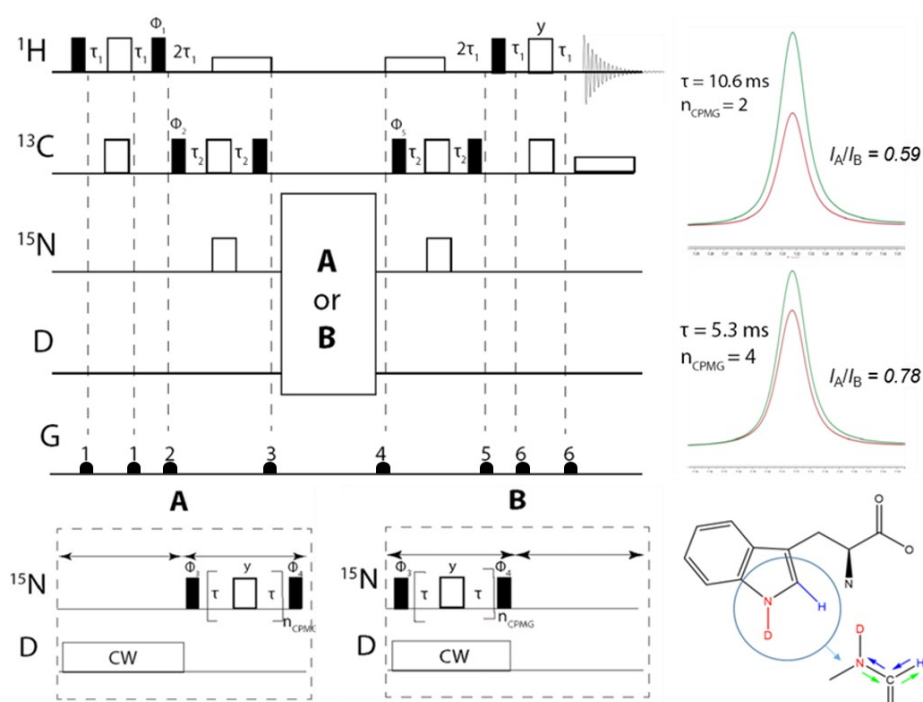 ¹H τ₁ τ₁ Φ₁ 2τ₁ 2τ₁ τ₁ y τ₁
¹³C Φ₂ τ₂ τ₂ Φ₅ τ₂ τ₂
¹⁵N
A
or
B
D
G 1 1 2 3 4 5 6 6
τ = 10.6 ms
n_CPMG = 2
I_A/I_B = 0.59
τ = 5.3 ms
n_CPMG = 4
I_A/I_B = 0.78
A
¹⁵N Φ₃ τ y τ Φ₄
n_CPMG
D CW
B
¹⁵N Φ₃ τ y τ Φ₄
n_CPMG
D CW
O
O
N
H
N
D
D
N
C
H